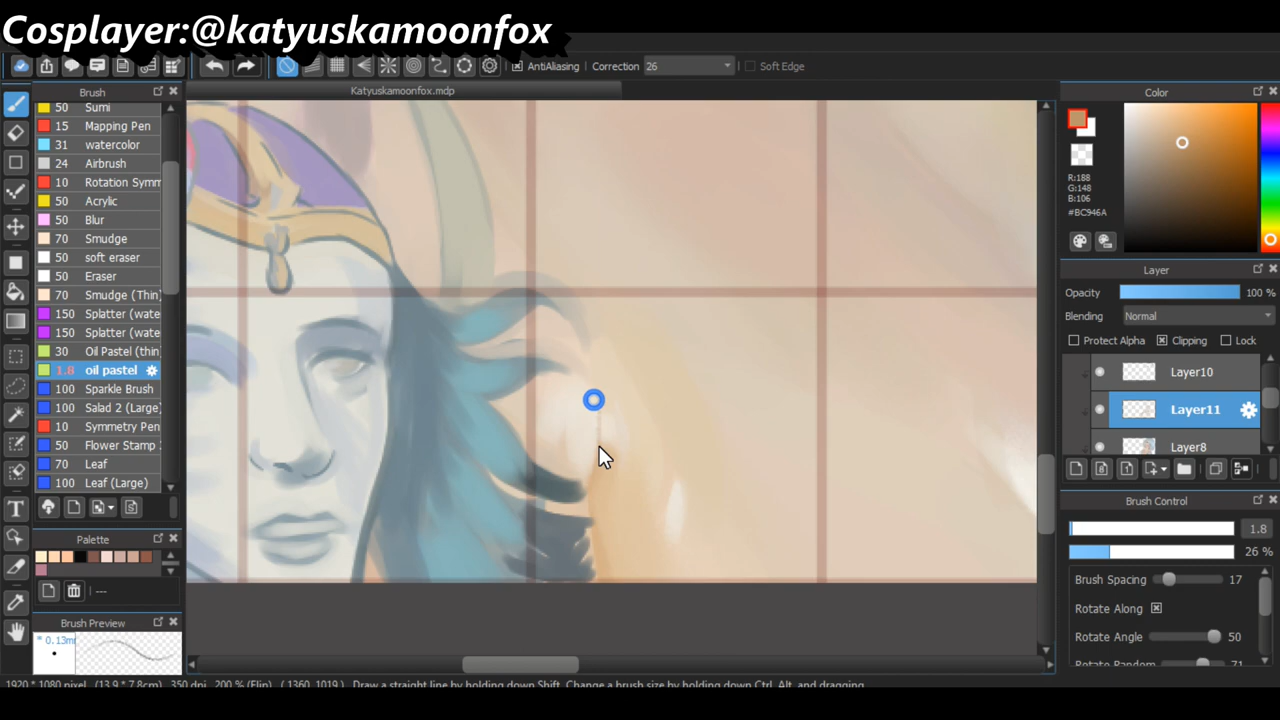 Cosplayer:@katyuskamoonfox
AntiAliasing
Correction
26
Soft Edge
Brush
Katyuskamoonfox.mdp
Color
50 Sumi
15 Mapping Pen
31 watercolor
24 Airbrush
10 Rotation Symm
50 Acrylic
50 Blur
70 Smudge
50 soft eraser
50 Eraser
70 Smudge (Thin)
150 Splatter (wate
150 Splatter (wate
30 Oil Pastel (thin)
1.8 oil pastel
100 Sparkle Brush
100 Salad 2 (Large)
10 Symmetry Pen
50 Flower Stamp
70 Leaf
100 Leaf (Large)
R:188
G:148
B:106
#BC946A
Layer
Opacity
100 %
Blending
Normal
Protect Alpha
Clipping
Lock
Layer10
Layer11
Layer8
Brush Control
1.8
26 %
Brush Spacing
17
Rotate Along
Rotate Angle
50
Rotate Random
71
Palette
---
Brush Preview
* 0.13mm
1920 * 1080 pixel (13.9 * 7.8cm) 350 dpi 200 % (Flip) ( 1360, 1019 ) Draw a straight line by holding down Shift, Change a brush size by holding down Ctrl, Alt, and dragging